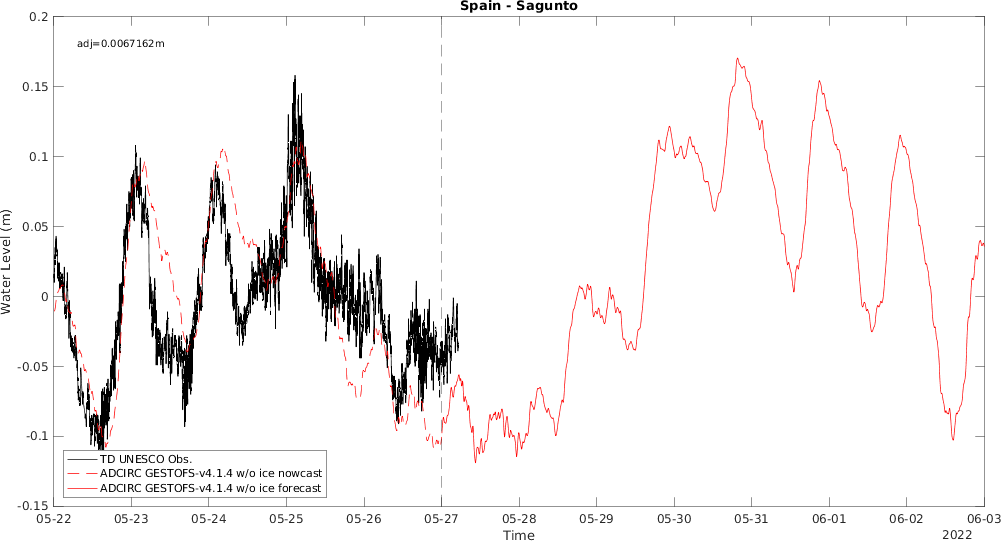 Spain - Sagunto
adj=0.0067162m
0.2
0.15
0.1
0.05
0
-0.05
-0.1
-0.15
Water Level (m)
TD UNESCO Obs.
ADCIRC GESTOFS-v4.1.4 w/o ice nowcast
ADCIRC GESTOFS-v4.1.4 w/o ice forecast
05-22 05-23 05-24 05-25 05-26 05-27 05-28 05-29 05-30 05-31 06-01 06-02 06-03
Time
2022